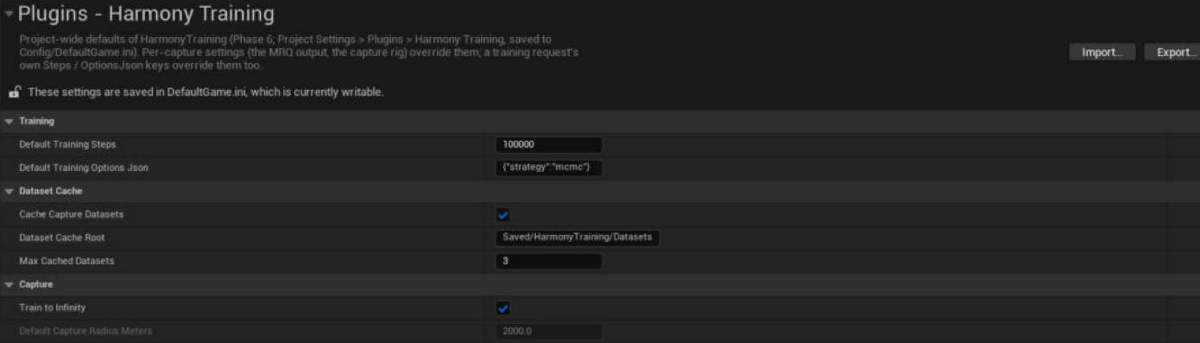 Plugins - Harmony Training
Project-wide defaults of HarmonyTraining (Phase 6; Project Settings > Plugins > Harmony Training, saved to
Config/DefaultGame.ini). Per-capture settings (the MRQ output, the capture rig) override them; a training request's
own Steps / OptionsJson keys override them too.
Import...
Export...
These settings are saved in DefaultGame.ini, which is currently writable.
Training
Default Training Steps
100000
Default Training Options Json
{"strategy":"mcmc"}
Dataset Cache
Cache Capture Datasets
Dataset Cache Root
Saved/HarmonyTraining/Datasets
Max Cached Datasets
3
Capture
Train to Infinity
Default Capture Radius Meters
2000.0